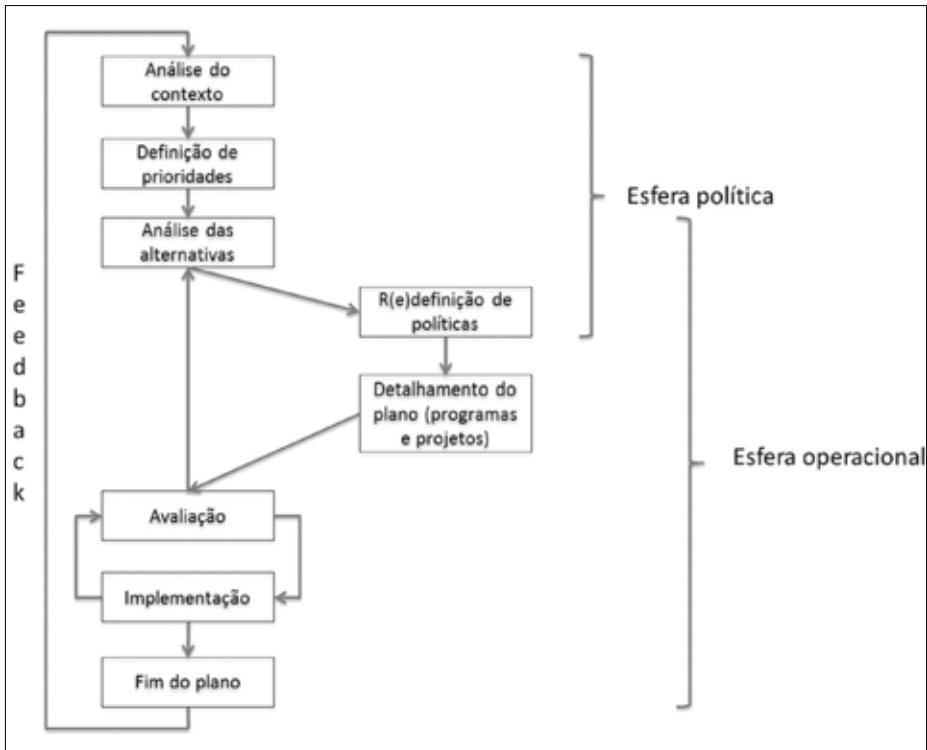 Análise do
contexto
Definição de
prioridades
Análise das
alternativas
R(e)definição de
políticas
Detalhamento do
plano (programas
e projetos)
Avaliação
Implementação
Fim do plano
Feedback
Esfera política
Esfera operacional